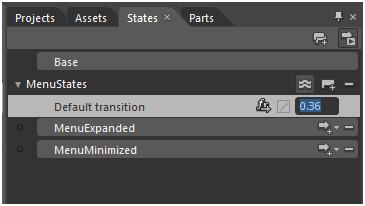 Projects Assets States × Parts
Base
MenuStates
Default transition 0.36
MenuExpanded
MenuMinimized